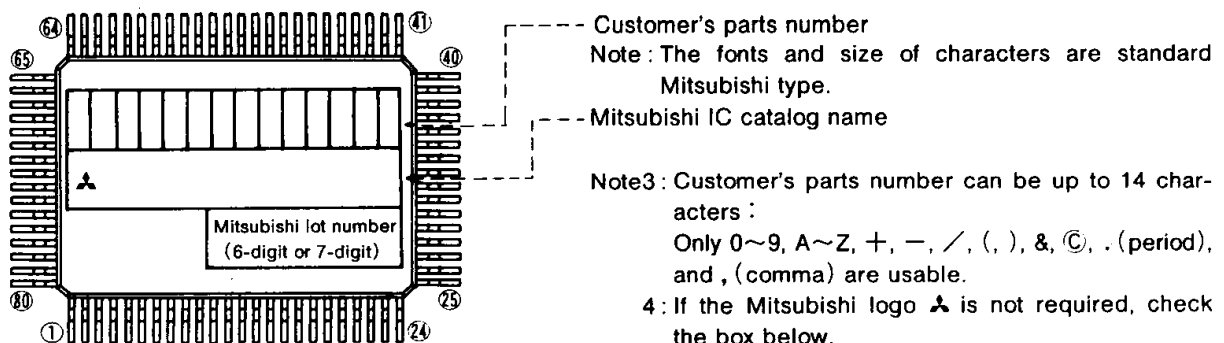 64
41
65
40
Mitsubishi lot number
(6-digit or 7-digit)
80
25
1
24
Customer's parts number
Note : The fonts and size of characters are standard
Mitsubishi type.
Mitsubishi IC catalog name
Note3 : Customer's parts number can be up to 14 char-
acters :
Only 0~9, A~Z, +, −, /, (, ), &, Ⓒ, . (period),
and , (comma) are usable.
4 : If the Mitsubishi logo is not required, check
the box below.